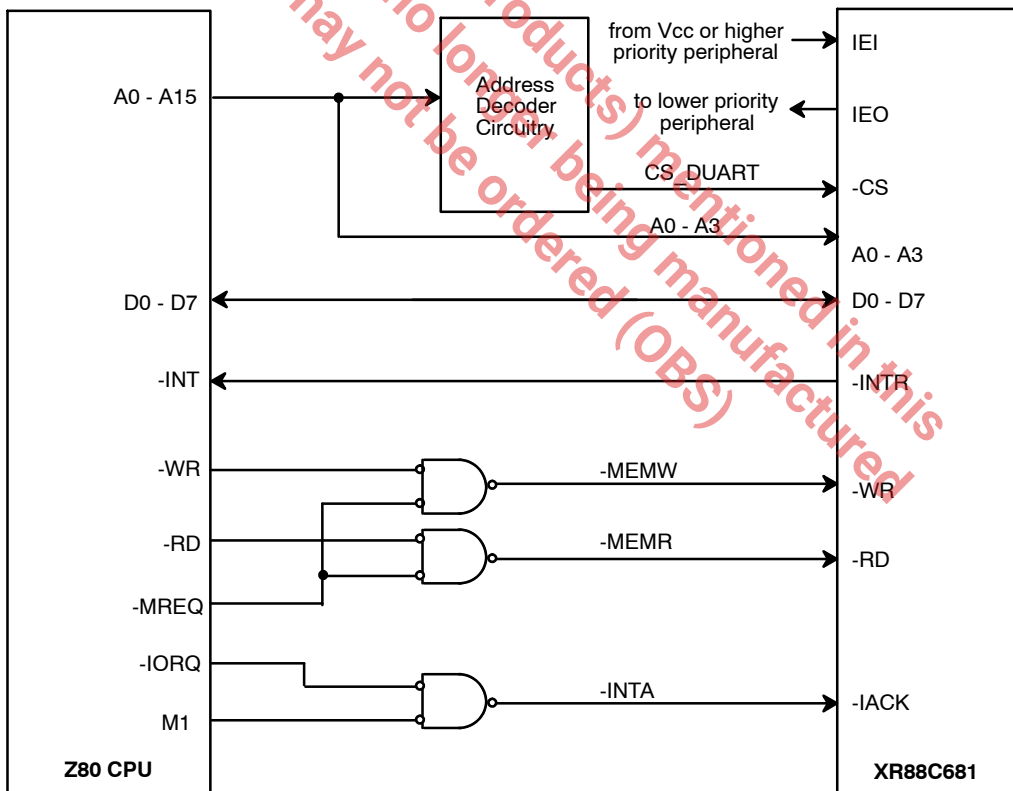 from Vcc or higher
priority peripheral
IEI
A0 - A15
Address
Decoder
Circuitry
to lower priority
peripheral
IEO
CS_DUART
-CS
A0 - A3
A0 - A3
D0 - D7
D0 - D7
-INT
-INTR
-WR
-MEMW
-WR
-RD
-MEMR
-RD
-MREQ
-IORQ
-INTA
-IACK
M1
Z80 CPU
XR88C681
products) mentioned in this
no longer being manufactured
may not be ordered (OBS)